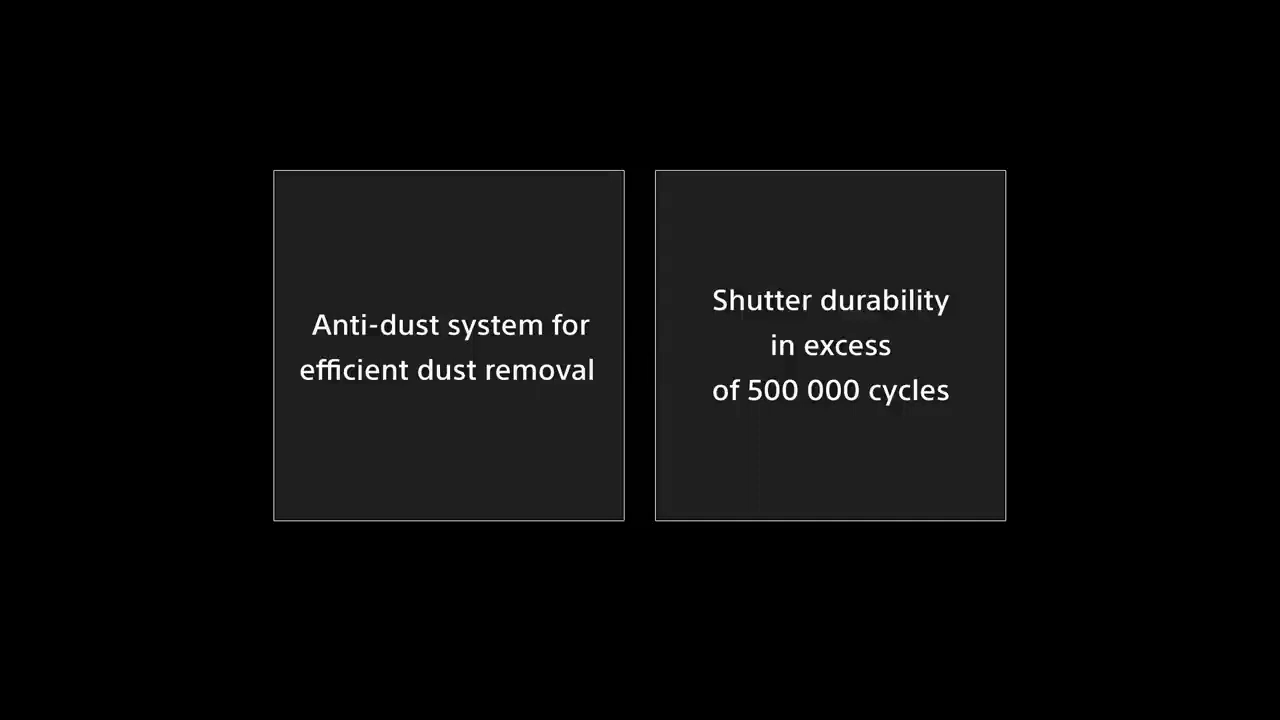 Anti-dust system for
efficient dust removal
Shutter durability
in excess
of 500 000 cycles